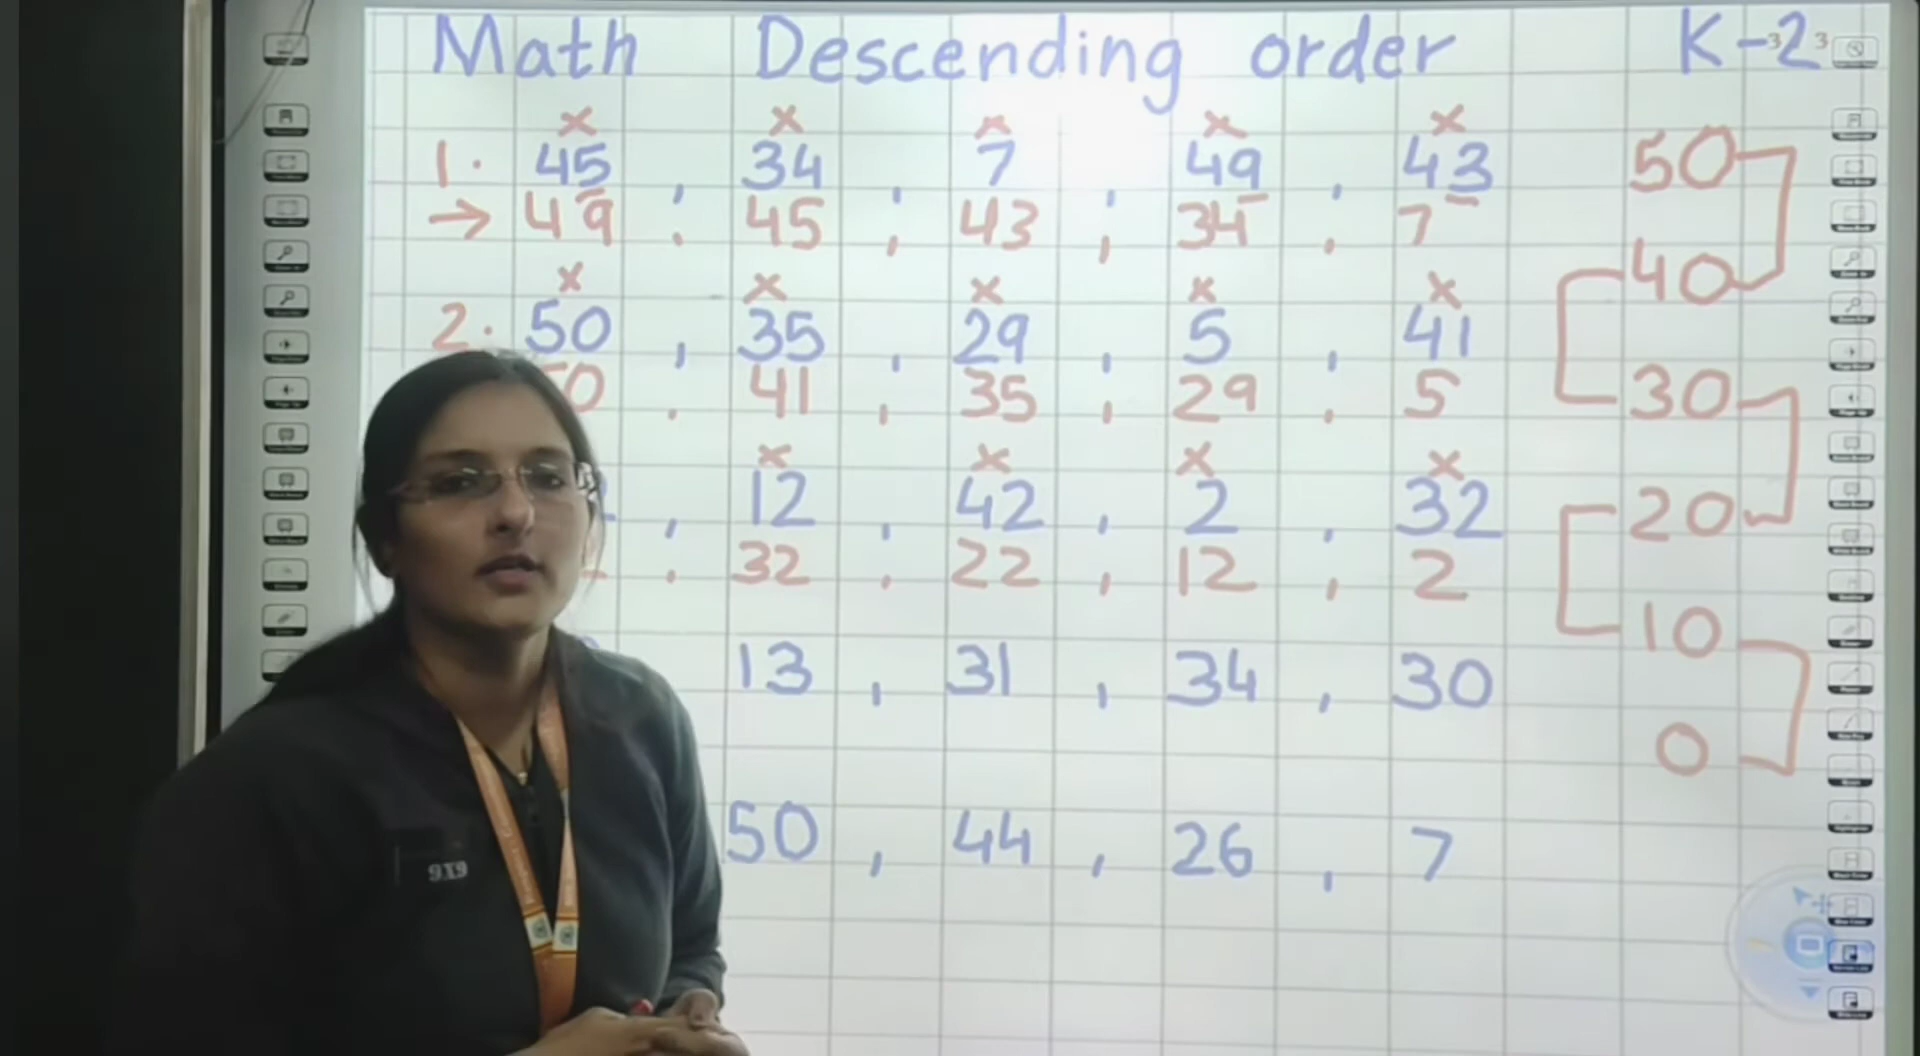 Math Descending order K-2
1. 45 , 34 , 7 , 49 , 43
→ 49 , 45 , 43 , 34 , 7
2. 50 , 35 , 29 , 5 , 41
50 , 41 , 35 , 29 , 5
, 12 , 42 , 2 , 32
, 32 , 22 , 12 , 2
13 , 31 , 34 , 30
50 , 44 , 26 , 7
50
40
30
20
10
0